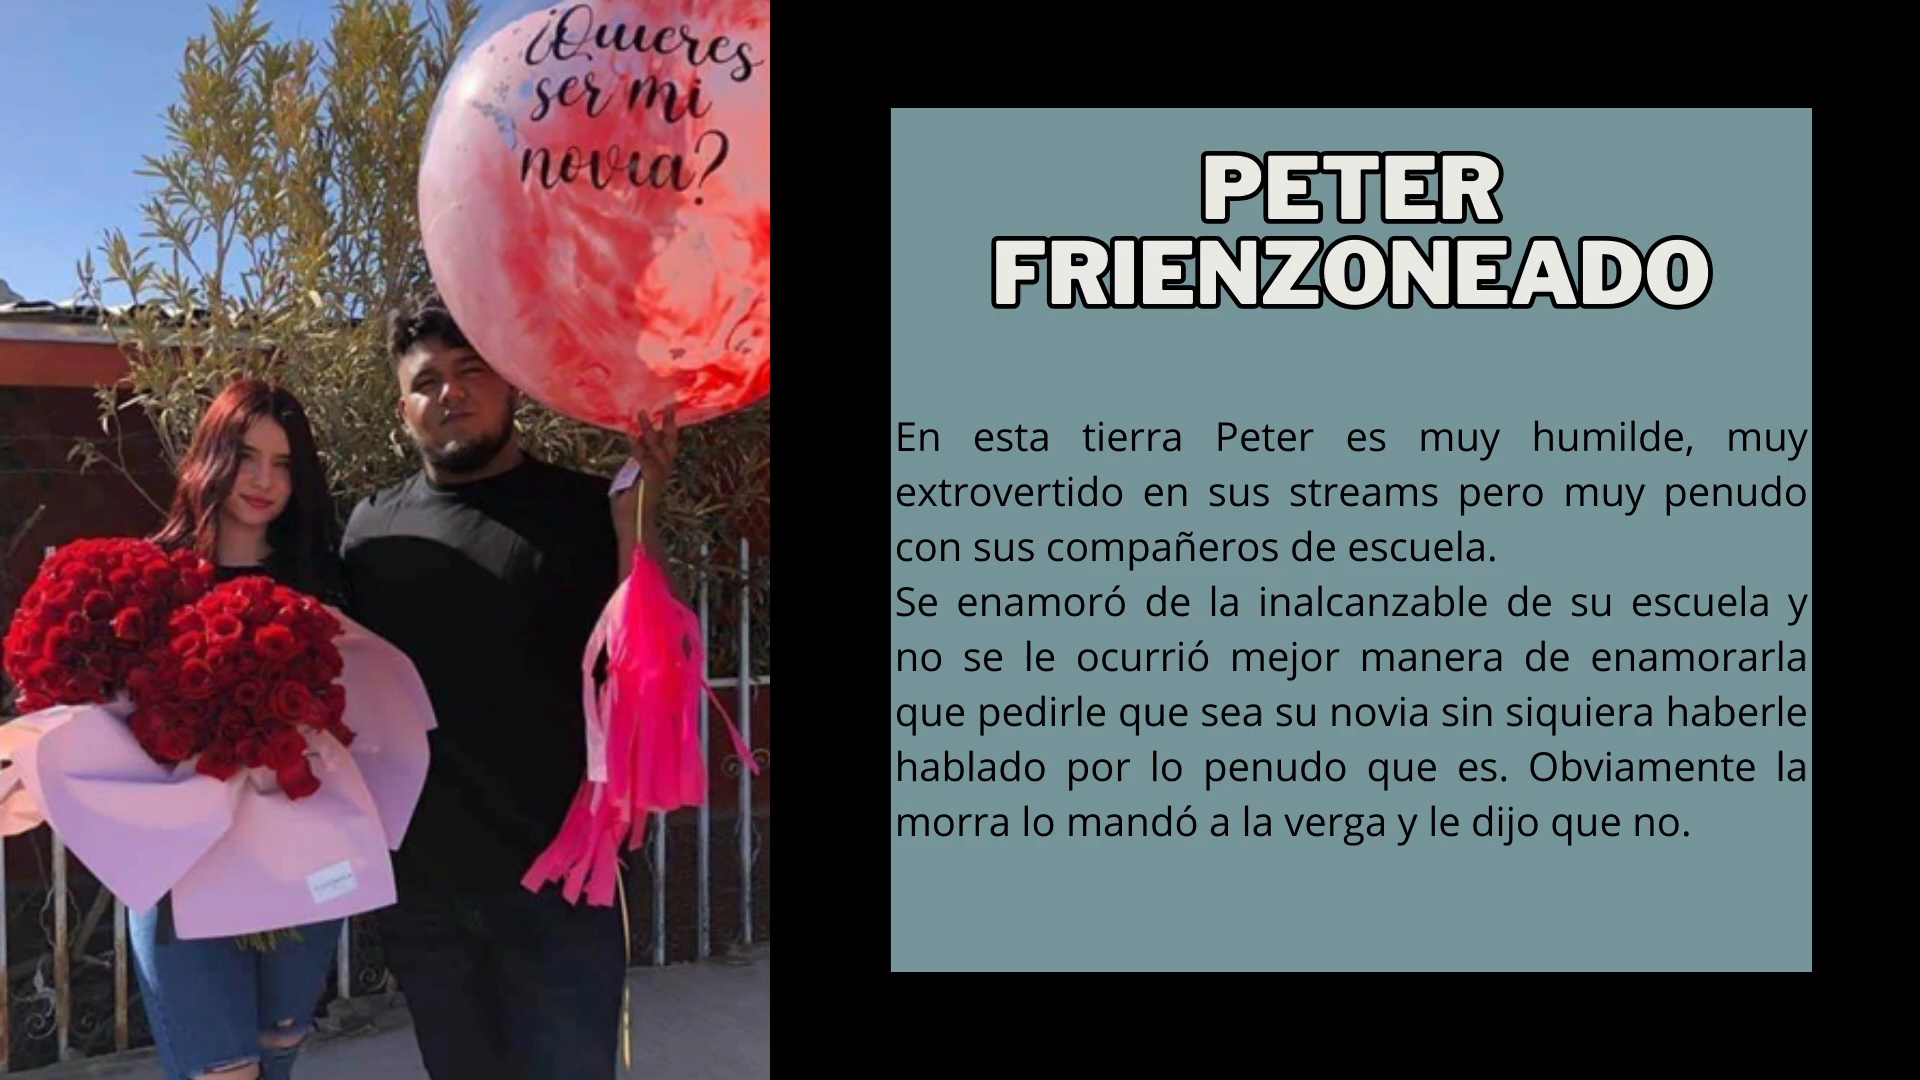 ¿Quieres
ser mi
novia?
PETER
FRIENZONEADO
En esta tierra Peter es muy humilde, muy
extrovertido en sus streams pero muy penudo
con sus compañeros de escuela.
Se enamoró de la inalcanzable de su escuela y
no se le ocurrió mejor manera de enamorarla
que pedirle que sea su novia sin siquiera haberle
hablado por lo penudo que es. Obviamente la
morra lo mandó a la verga y le dijo que no.